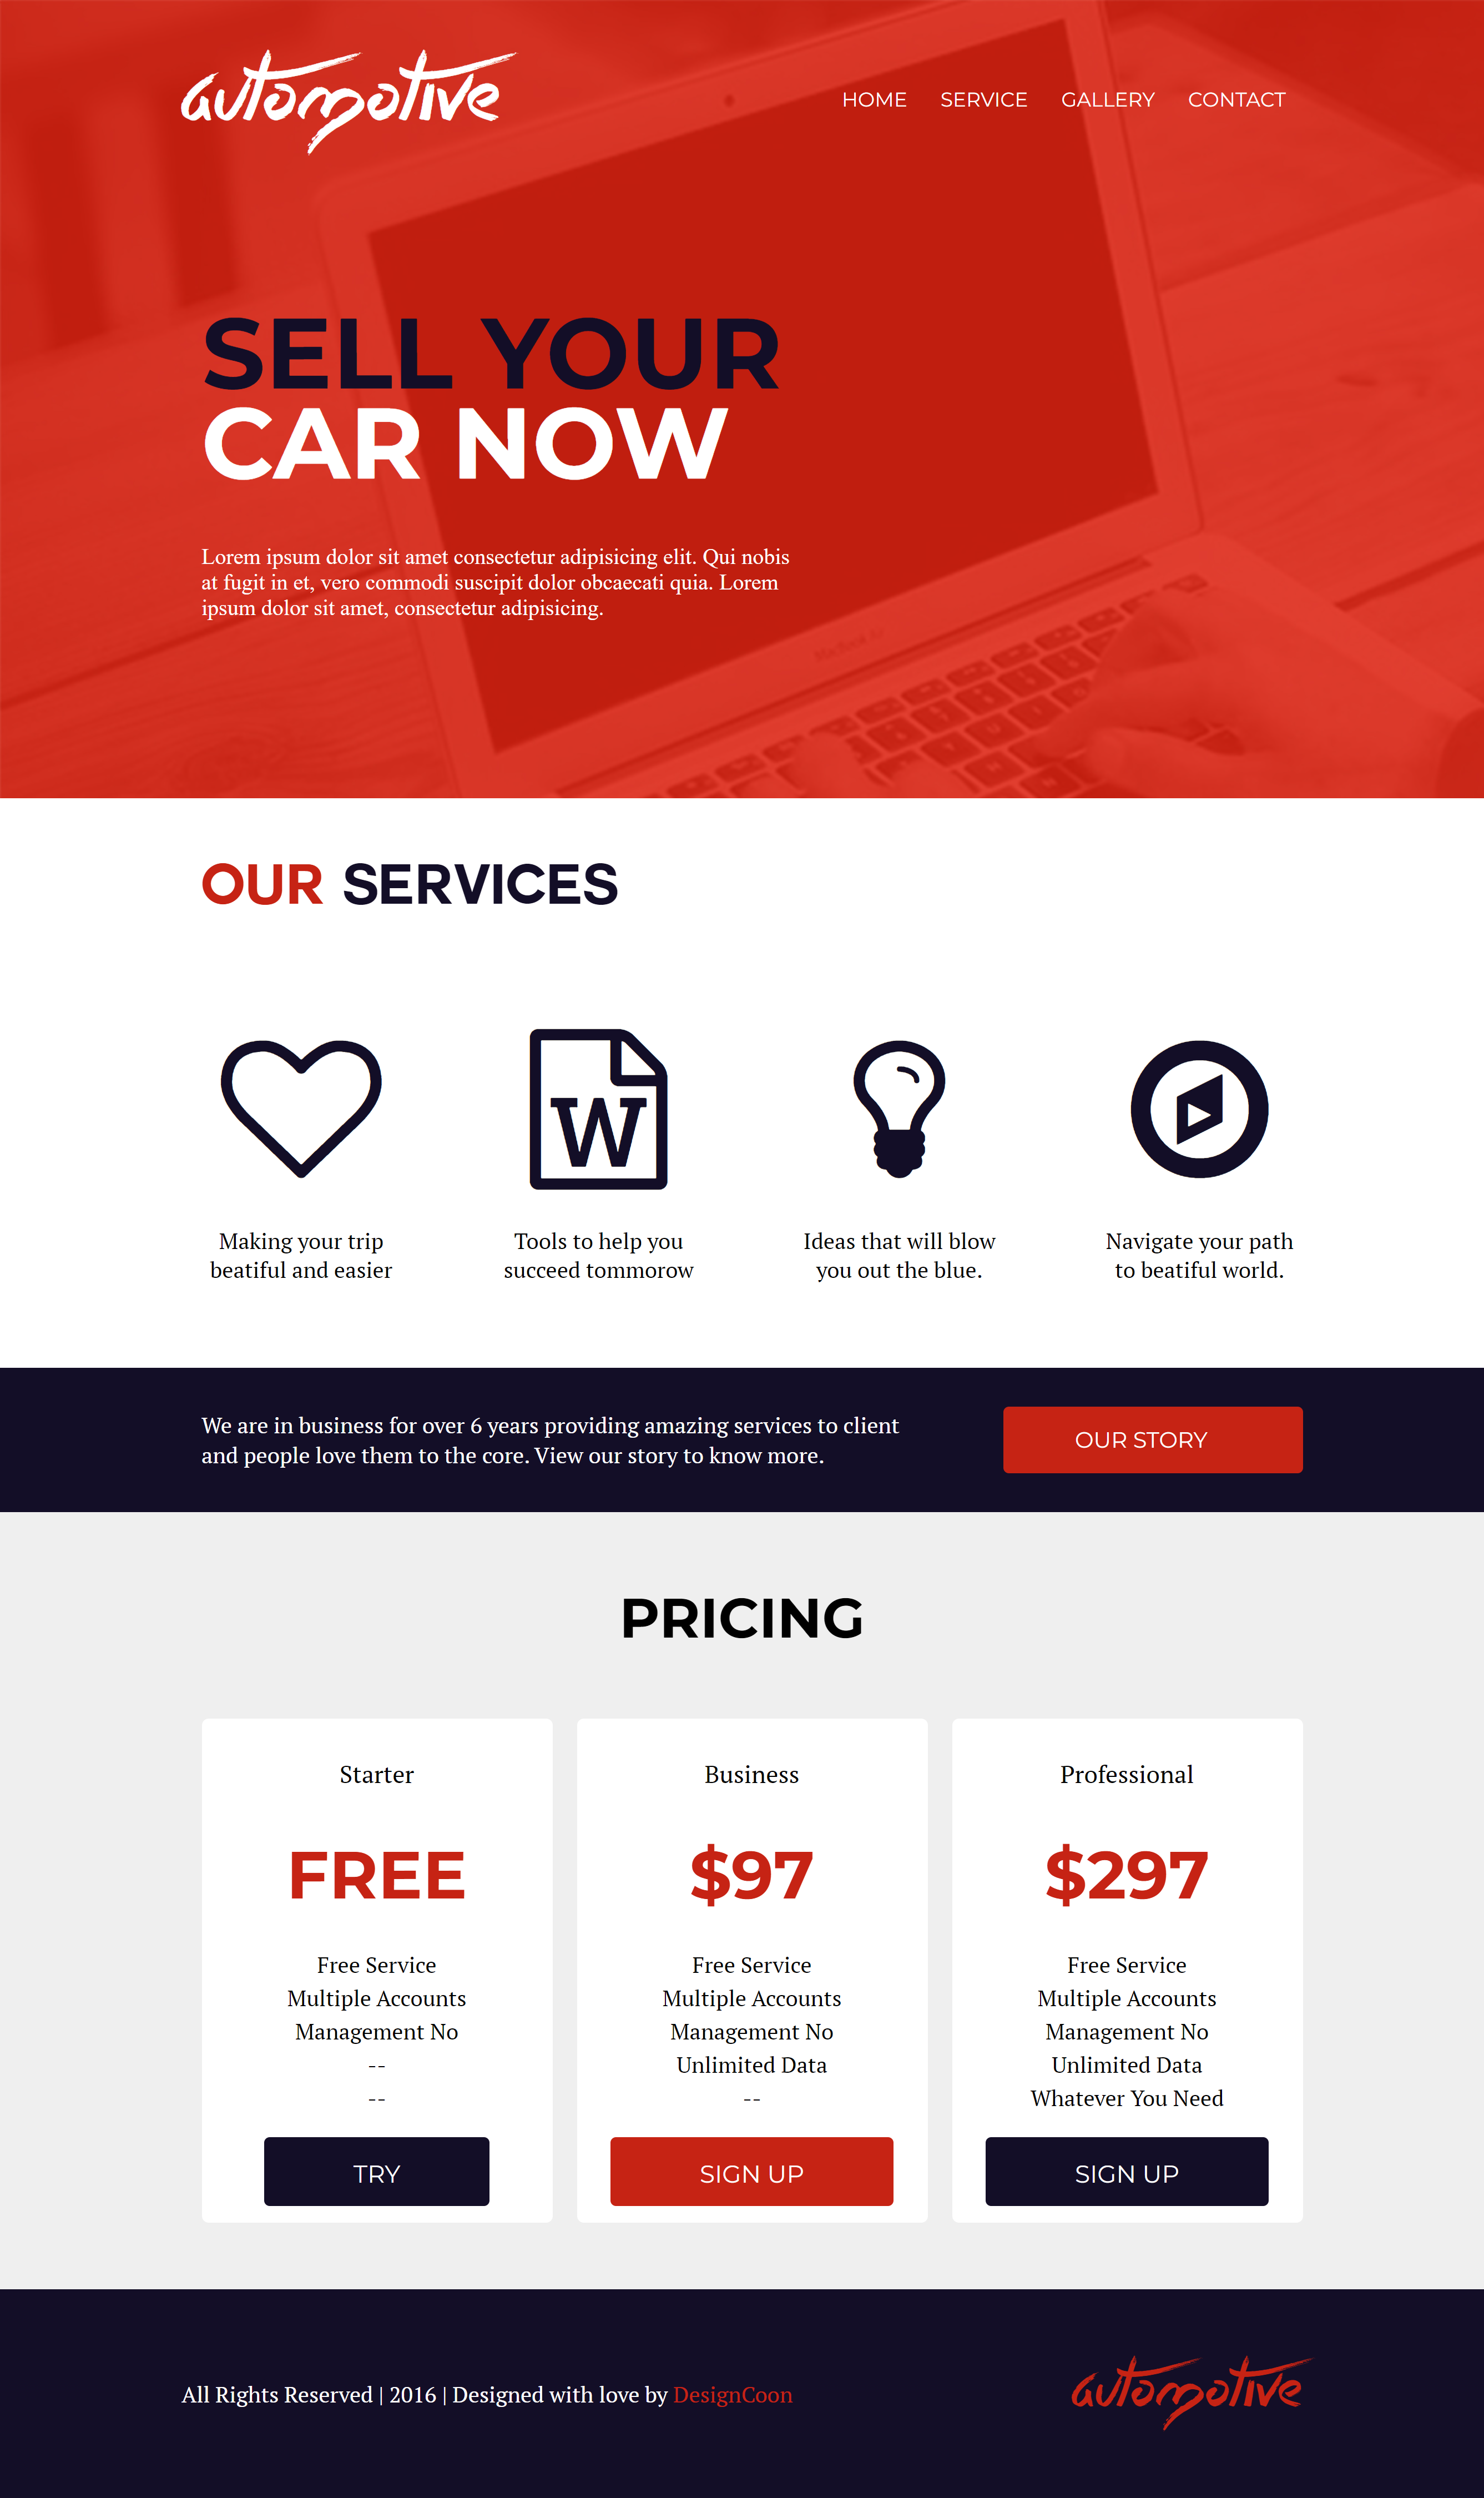 automotive
HOME SERVICE GALLERY CONTACT
SELL YOUR
CAR NOW
Lorem ipsum dolor sit amet consectetur adipisicing elit. Qui nobis
at fugit in et, vero commodi suscipit dolor obcaecati quia. Lorem
ipsum dolor sit amet, consectetur adipisicing.
MacBook Air
OUR SERVICES
W
Making your trip
beatiful and easier
Tools to help you
succeed tommorow
Ideas that will blow
you out the blue.
Navigate your path
to beatiful world.
We are in business for over 6 years providing amazing services to client
and people love them to the core. View our story to know more.
OUR STORY
PRICING
Starter
FREE
Free Service
Multiple Accounts
Management No
--
--
TRY
Business
$97
Free Service
Multiple Accounts
Management No
Unlimited Data
--
SIGN UP
Professional
$297
Free Service
Multiple Accounts
Management No
Unlimited Data
Whatever You Need
SIGN UP
All Rights Reserved | 2016 | Designed with love by DesignCoon
automotive